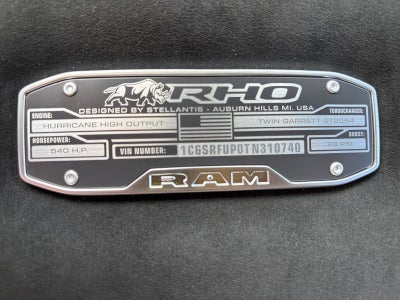 RHO
DESIGNED BY STELLANTIS - AUBURN HILLS MI. USA
ENGINE:
HURRICANE HIGH OUTPUT
TURBOCHARGER:
TWIN GARRETT GT2054
HORSEPOWER:
540 H.P.
BOOST:
28 PSI
VIN NUMBER:
1C6SRFUP0TN310740
RAM